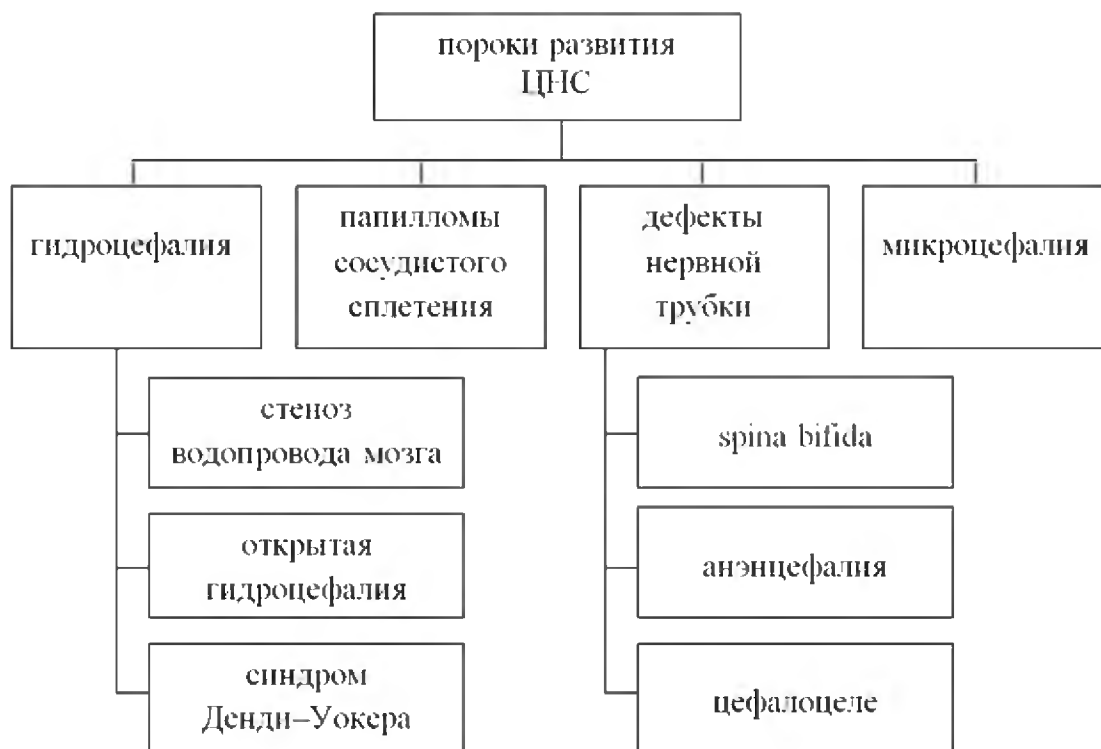 пороки развития
ЦНС
гидроцефалия
папилломы
сосудистого
сплетения
дефекты
нервной
трубки
микроцефалия
стеноз
водопровода мозга
открытая
гидроцефалия
синдром
Денди–Уокера
spina bifida
анэнцефалия
цефалоцеле